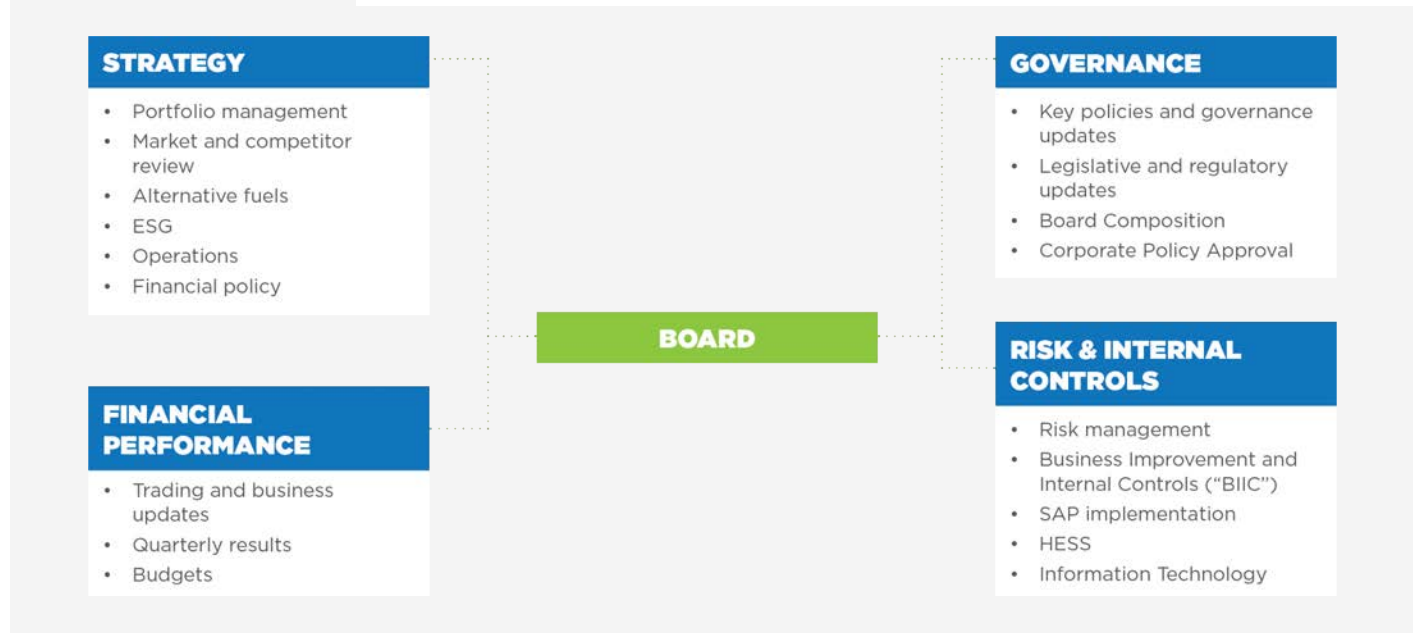 STRATEGY
• Portfolio management
• Market and competitor
review
• Alternative fuels
• ESG
• Operations
• Financial policy
FINANCIAL
PERFORMANCE
• Trading and business
updates
• Quarterly results
• Budgets
BOARD
GOVERNANCE
• Key policies and governance
updates
• Legislative and regulatory
updates
• Board Composition
• Corporate Policy Approval
RISK & INTERNAL
CONTROLS
• Risk management
• Business Improvement and
Internal Controls (“BIIC”)
• SAP implementation
• HESS
• Information Technology